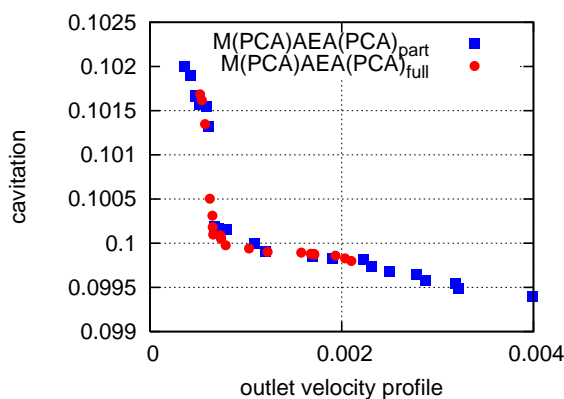 0.1025
0.102
0.1015
0.101
0.1005
0.1
0.0995
0.099
cavitation
M(PCA)AEA(PCA)part
M(PCA)AEA(PCA)full
0 0.002 0.004
outlet velocity profile